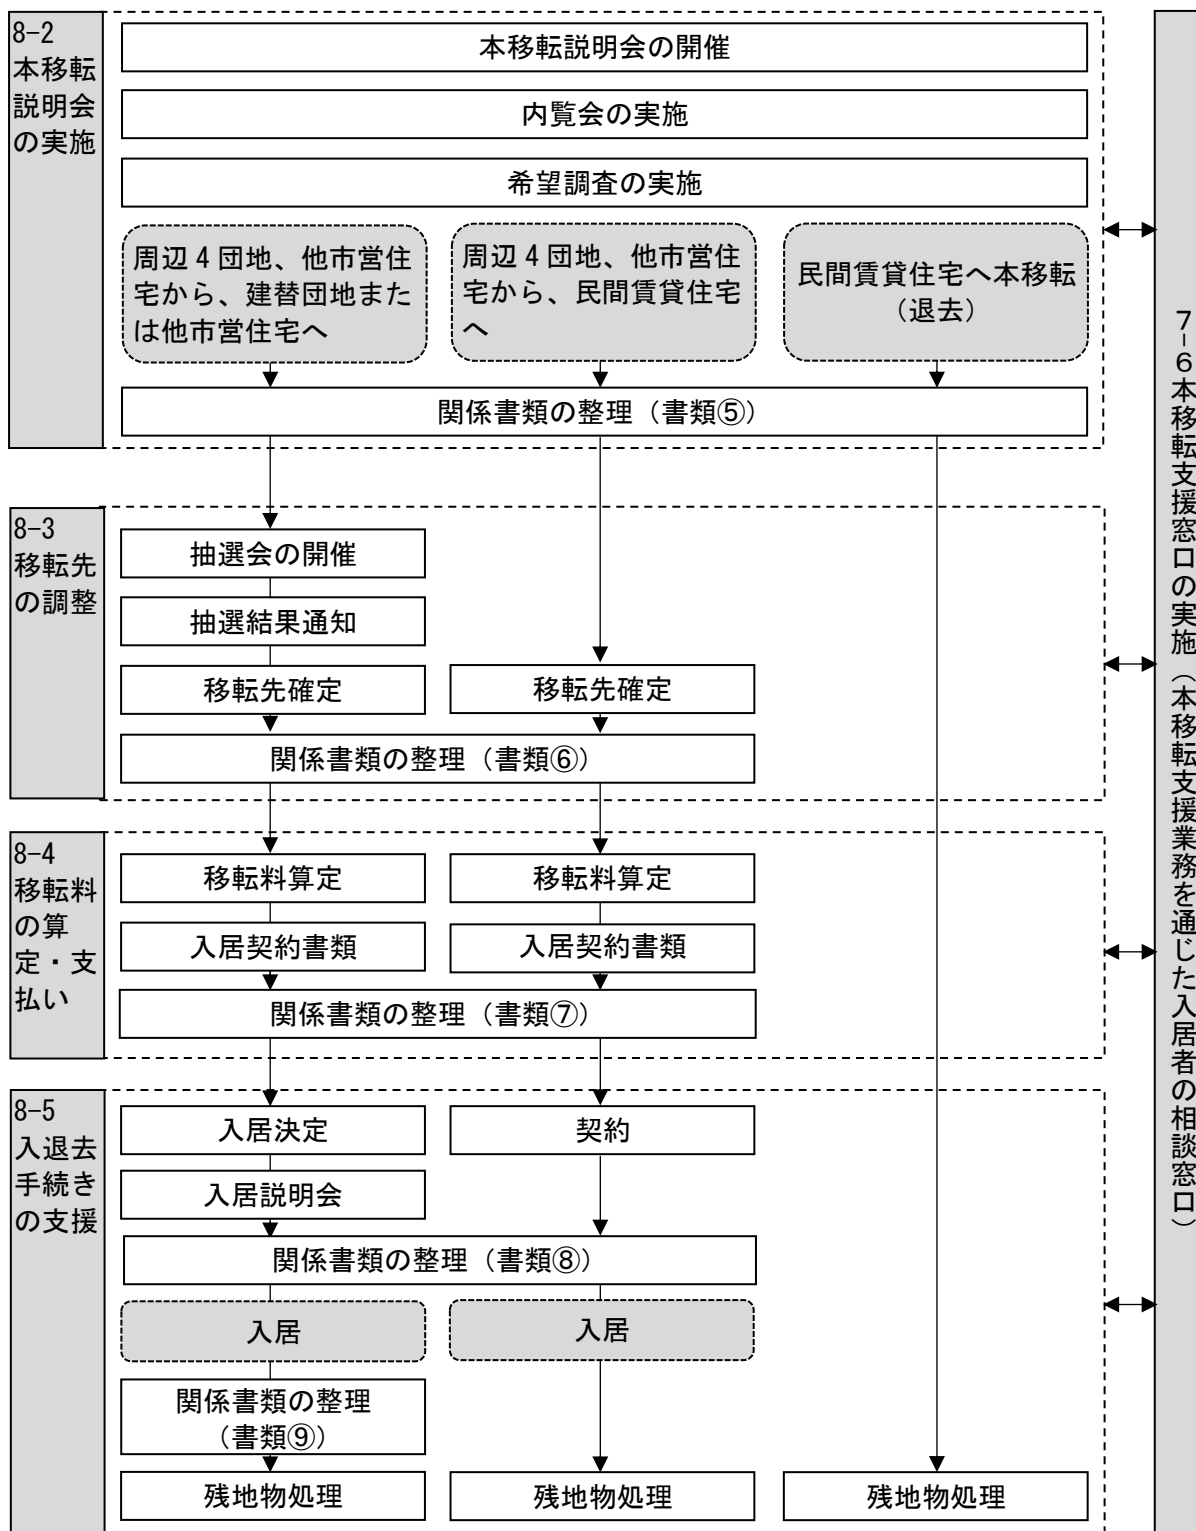 8-2
本移転
説明会
の実施
本移転説明会の開催
内覧会の実施
希望調査の実施
周辺4団地、他市営住
宅から、建替団地また
は他市営住宅へ
周辺4団地、他市営住
宅から、民間賃貸住宅
へ
民間賃貸住宅へ本移転
（退去）
関係書類の整理（書類⑤）
8-3
移転先
の調整
抽選会の開催
抽選結果通知
移転先確定
移転先確定
関係書類の整理（書類⑥）
8-4
移転料
の算
定・支
払い
移転料算定
移転料算定
入居契約書類
入居契約書類
関係書類の整理（書類⑦）
8-5
入退去
手続き
の支援
入居決定
契約
入居説明会
関係書類の整理（書類⑧）
入居
入居
関係書類の整理
（書類⑨）
残地物処理
残地物処理
残地物処理
7-6本移転支援窓口の実施（本移転支援業務を通じた入居者の相談窓口）